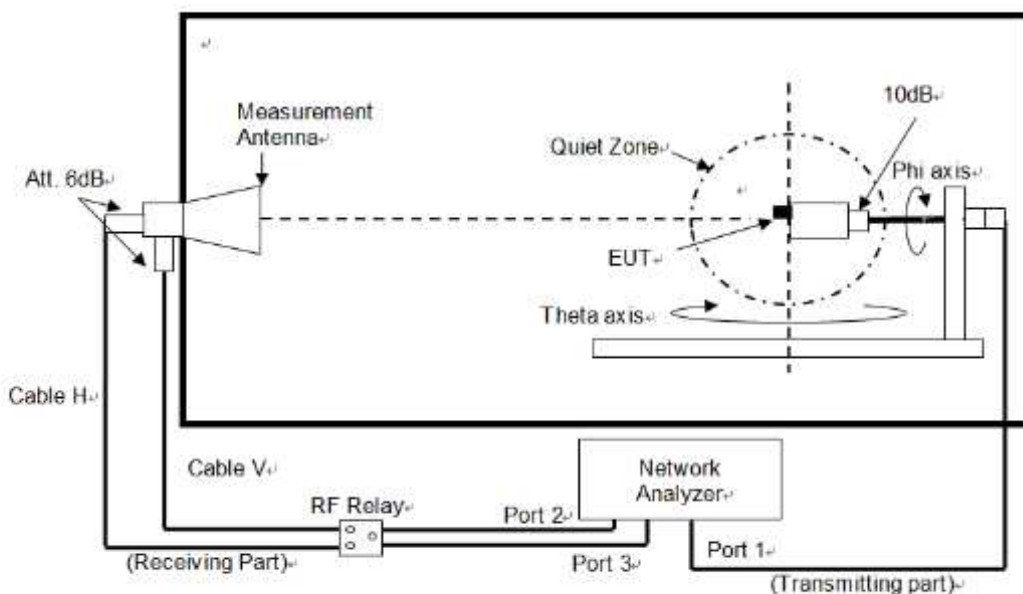 Measurement
Antenna
10dB
Quiet Zone
Phi axis
Att. 6dB
EUT
Theta axis
Cable H
Cable V
Network
Analyzer
RF Relay
Port 2
Port 1
(Receiving Part)
Port 3
(Transmitting part)